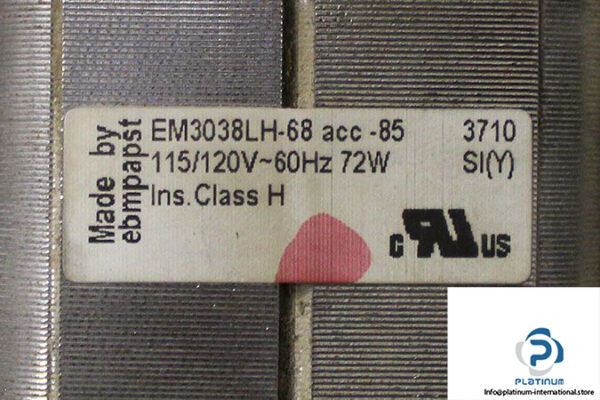 Made by
ebmpapst
EM3038LH-68 acc -85 3710
115/120V~60Hz 72W SI(Y)
Ins.Class H
c RU US
PLATINUM
Info@platinum-international.store